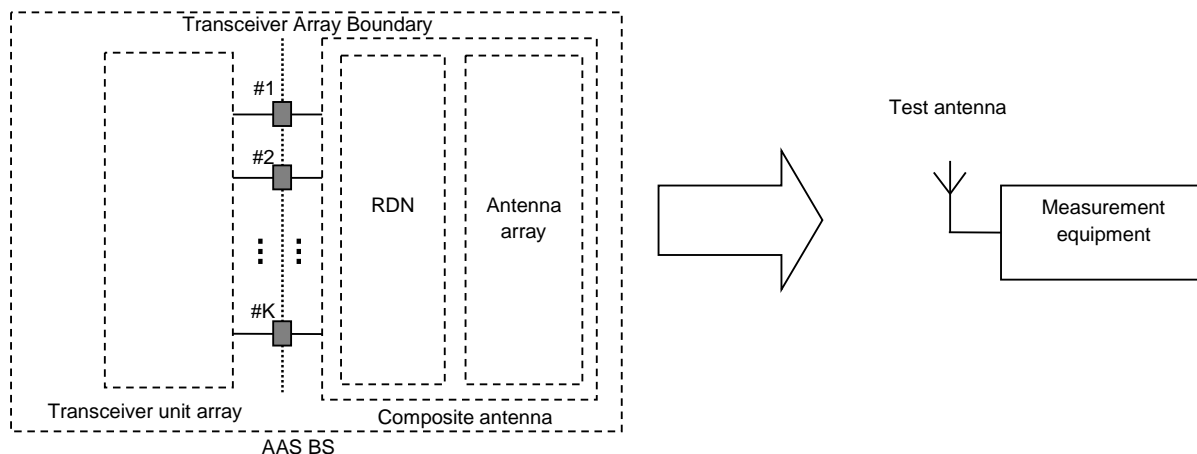 Transceiver Array Boundary
#1
#2
#K
RDN
Antenna
array
Transceiver unit array
Composite antenna
AAS BS
Test antenna
Measurement
equipment